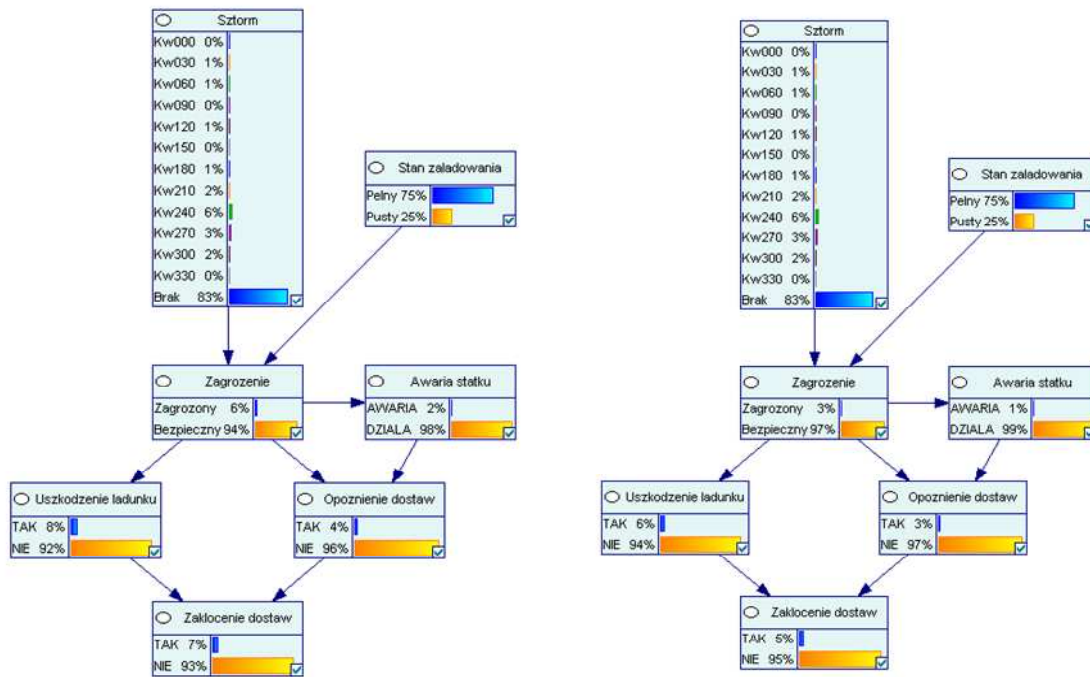 Sztorm
Kw000 0%
Kw030 1%
Kw060 1%
Kw090 0%
Kw120 1%
Kw150 0%
Kw180 1%
Kw210 2%
Kw240 6%
Kw270 3%
Kw300 2%
Kw330 0%
Brak 83%
Stan zaladowania
Pelny 75%
Pusty 25%
Zagrozenie
Zagrozony 6%
Bezpieczny 94%
Awaria statku
AWARIA 2%
DZIALA 98%
Uszkodzenie ladunku
TAK 8%
NIE 92%
Opoznienie dostaw
TAK 4%
NIE 96%
Zaklocenie dostaw
TAK 7%
NIE 93%
Sztorm
Kw000 0%
Kw030 1%
Kw060 1%
Kw090 0%
Kw120 1%
Kw150 0%
Kw180 1%
Kw210 2%
Kw240 6%
Kw270 3%
Kw300 2%
Kw330 0%
Brak 83%
Stan zaladowania
Pelny 75%
Pusty 25%
Zagrozenie
Zagrozony 3%
Bezpieczny 97%
Awaria statku
AWARIA 1%
DZIALA 99%
Uszkodzenie ladunku
TAK 6%
NIE 94%
Opoznienie dostaw
TAK 3%
NIE 97%
Zaklocenie dostaw
TAK 5%
NIE 95%